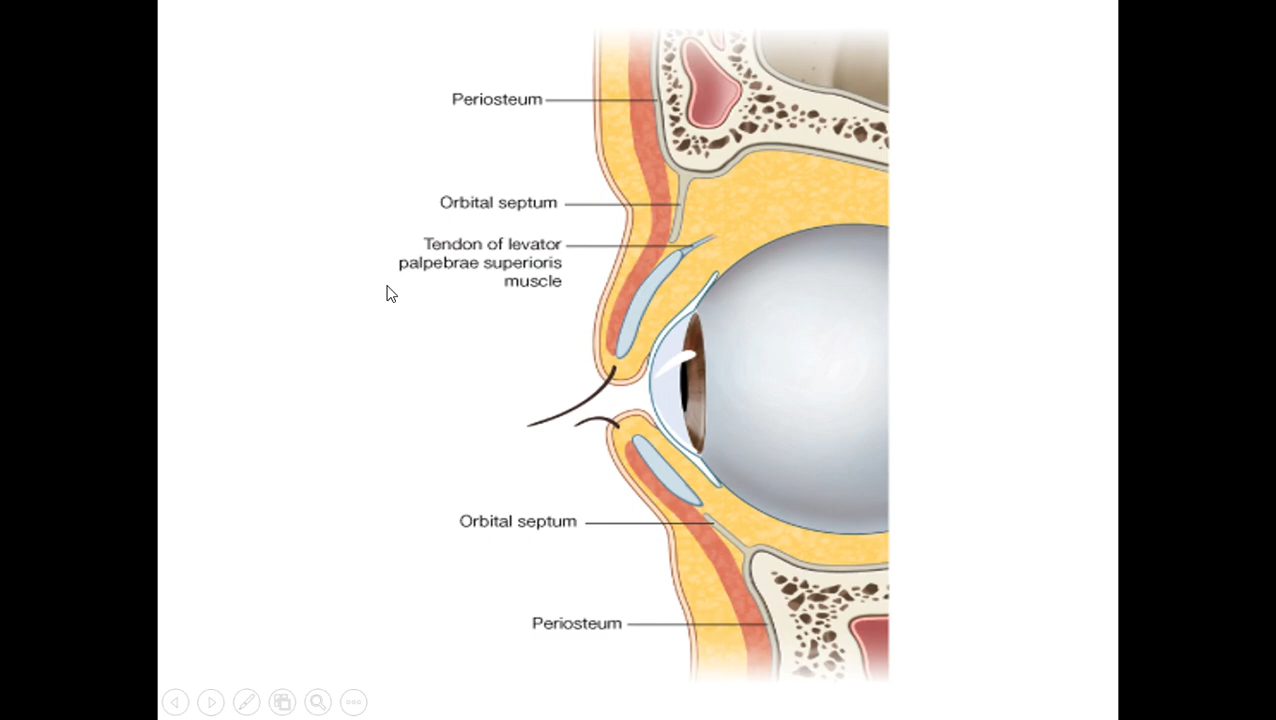 Periosteum
Orbital septum
Tendon of levator
palpebrae superioris
muscle
Orbital septum
Periosteum